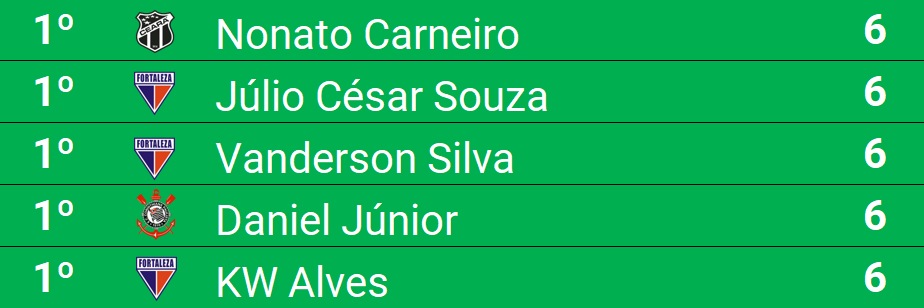 1º CEARÁ Nonato Carneiro 6
1º FORTALEZA Júlio César Souza 6
1º FORTALEZA Vanderson Silva 6
1º Daniel Júnior 6
1º FORTALEZA KW Alves 6